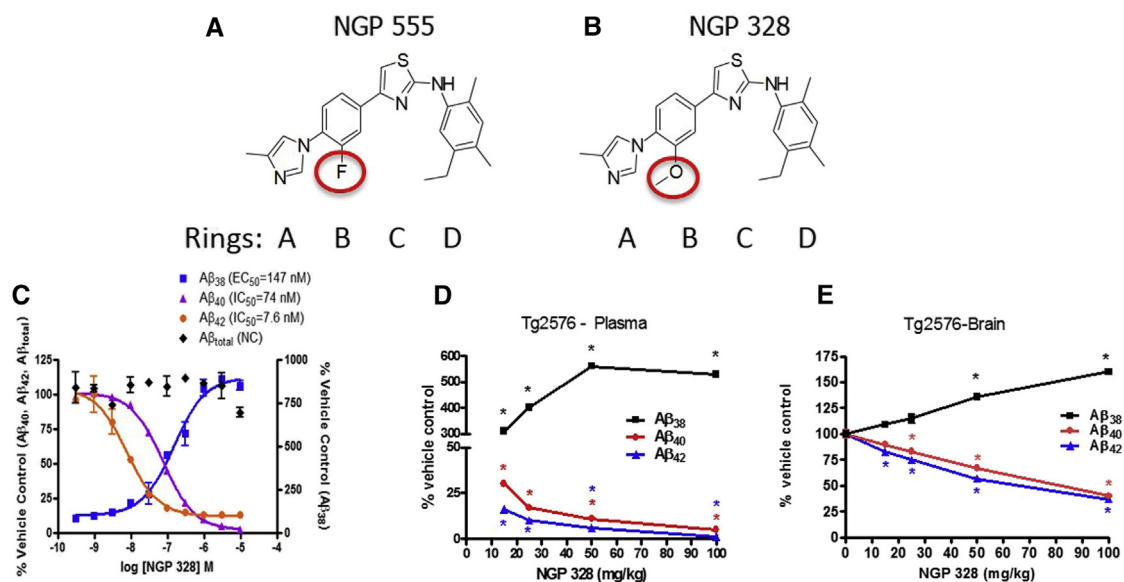 A
NGP 555
S
NH
N
N
N
F
B
NGP 328
S
NH
N
N
N
O
Rings: A B C D
A B C D
C
Aβ38 (EC50=147 nM)
Aβ40 (IC50=74 nM)
Aβ42 (IC50=7.6 nM)
Aβtotal (NC)
% Vehicle Control (Aβ40, Aβ42, Aβtotal)
125
100
75
50
25
0
1000
750
500
250
0
% Vehicle Control (Aβ38)
-10 -9 -8 -7 -6 -5 -4
log [NGP 328] M
D
Tg2576 - Plasma
% vehicle control
600
500
400
300
50
25
0
* * * *
Aβ38
Aβ40
Aβ42
* * * *
* * * *
0 10 20 30 40 50 60 70 80 90 100
NGP 328 (mg/kg)
E
Tg2576-Brain
% vehicle control
175
150
125
100
75
50
25
0
* *
Aβ38
Aβ40
Aβ42
* * *
* * * *
0 10 20 30 40 50 60 70 80 90 100
NGP 328 (mg/kg)